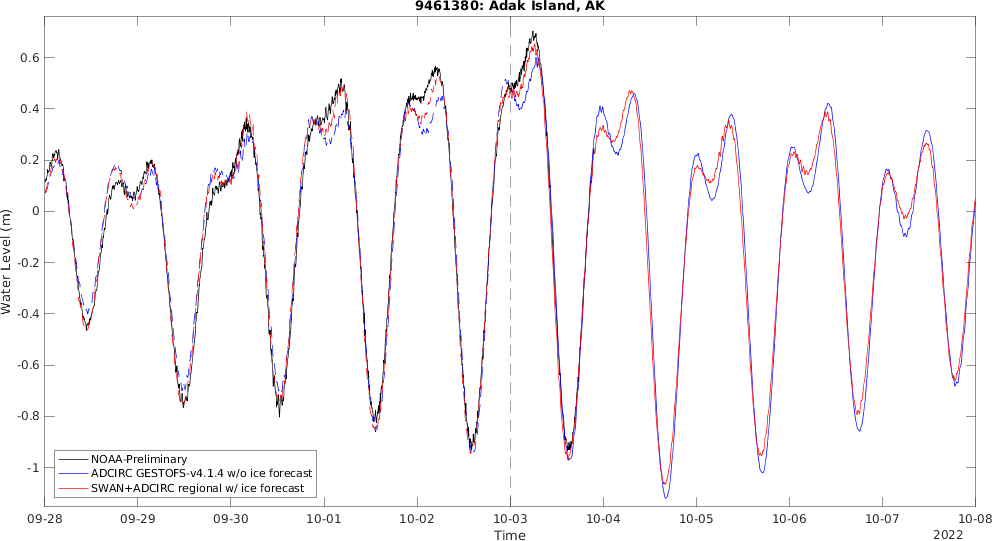 9461380: Adak Island, AK
0.6
0.4
0.2
0
-0.2
-0.4
-0.6
-0.8
-1
Water Level (m)
NOAA-Preliminary
ADCIRC GESTOFS-v4.1.4 w/o ice forecast
SWAN+ADCIRC regional w/ ice forecast
09-28 09-29 09-30 10-01 10-02 10-03 10-04 10-05 10-06 10-07 10-08
Time
2022